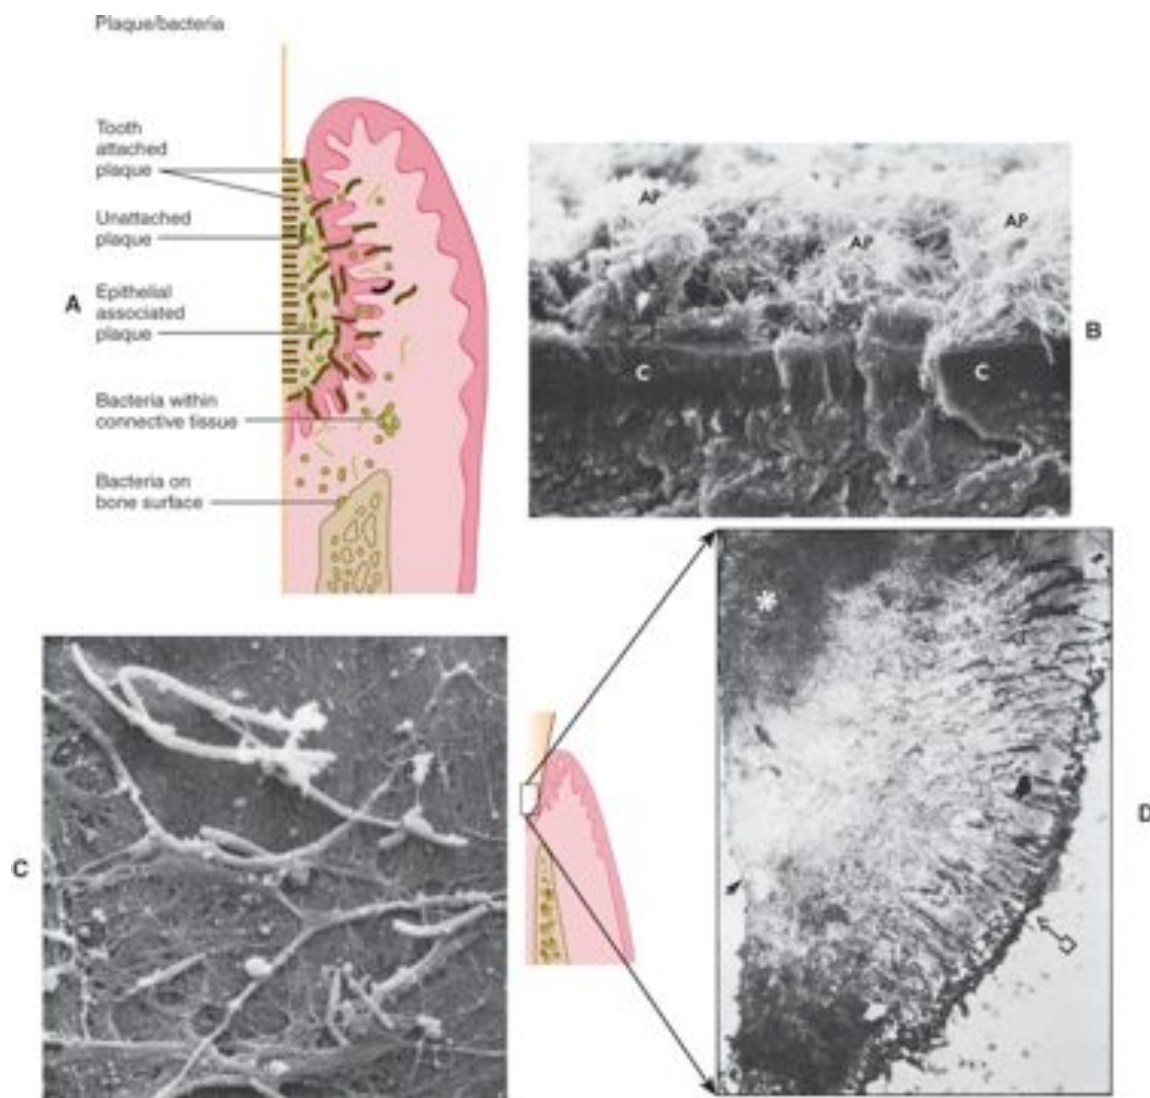 Plaque/bacteria
Tooth
attached
plaque
Unattached
plaque
A
Epithelial
associated
plaque
Bacteria within
connective tissue
Bacteria on
bone surface
AP
AP
AP
C
C
B
*
C
D